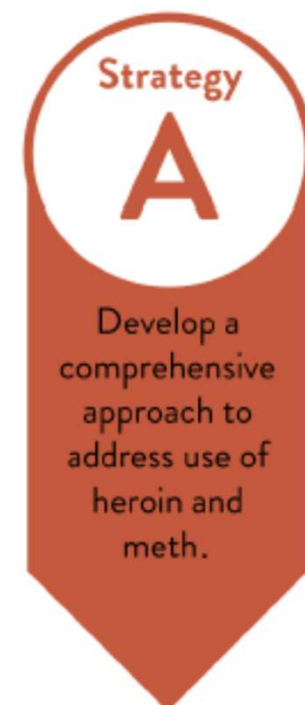 Strategy
A
Develop a
comprehensive
approach to
address use of
heroin and
meth.